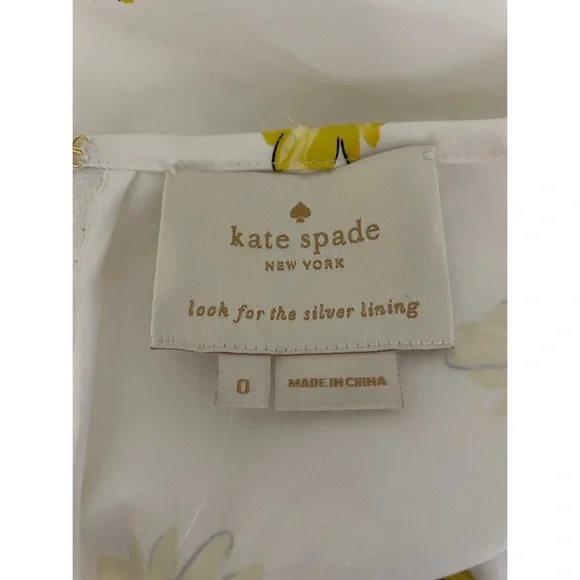 kate spade
NEW YORK
look for the silver lining
0
MADE IN CHINA